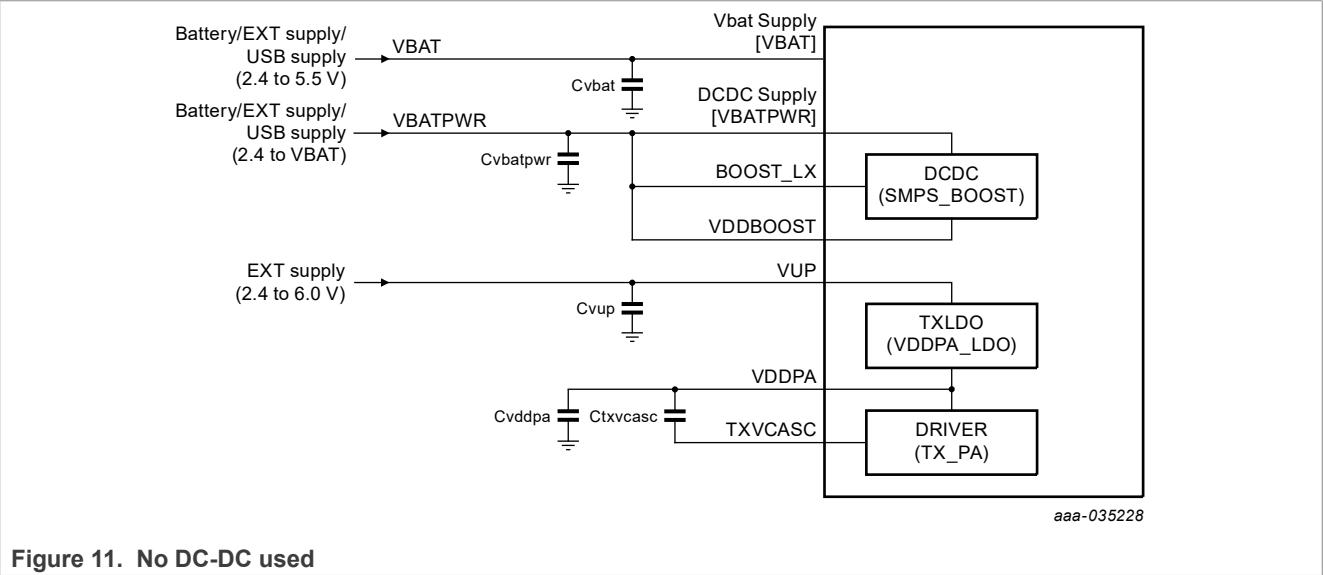 Battery/EXT supply/
USB supply
(2.4 to 5.5 V)
VBAT
Vbat Supply
[VBAT]
Cvbat
Battery/EXT supply/
USB supply
(2.4 to VBAT)
VBATPWR
DCDC Supply
[VBATPWR]
Cvbatpwr
BOOST_LX
DCDC
(SMPS_BOOST)
VDDBOOST
EXT supply
(2.4 to 6.0 V)
VUP
Cvup
TXLDO
(VDDPA_LDO)
VDDPA
Cvddpa
Ctxvcasc
TXVCASC
DRIVER
(TX_PA)
aaa-035228
Figure 11. No DC-DC used